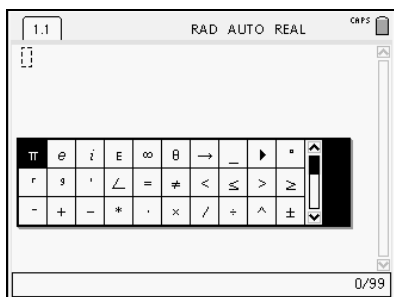 1.1 RAD AUTO REAL CAPS
π e i E ∞ θ → _ ▶ °
r g ' ∠ = ≠ < ≤ > ≥
- + − * · × / ÷ ^ ±
0/99